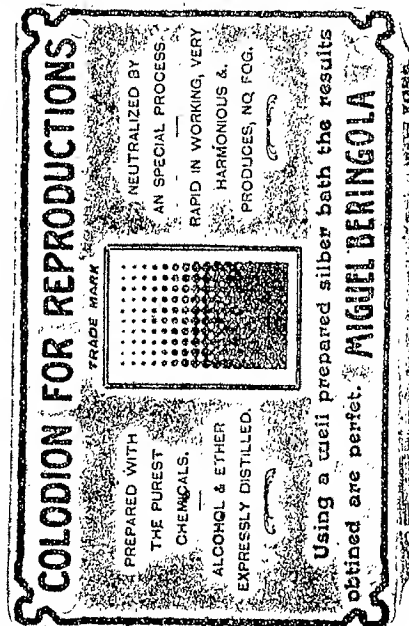 COLODION FOR REPRODUCTIONS
TRADE MARK
PREPARED WITH
THE PUREST
CHEMICALS.
ALCOHOL & ETHER
EXPRESSLY DISTILLED.
NEUTRALIZED BY
AN SPECIAL PROCESS.
RAPID IN WORKING, VERY
HARMONIOUS &.
PRODUCES, NO FOG.
Using a well prepared silber bath the results
obtined are perfet. MIGUEL BERINGOLA